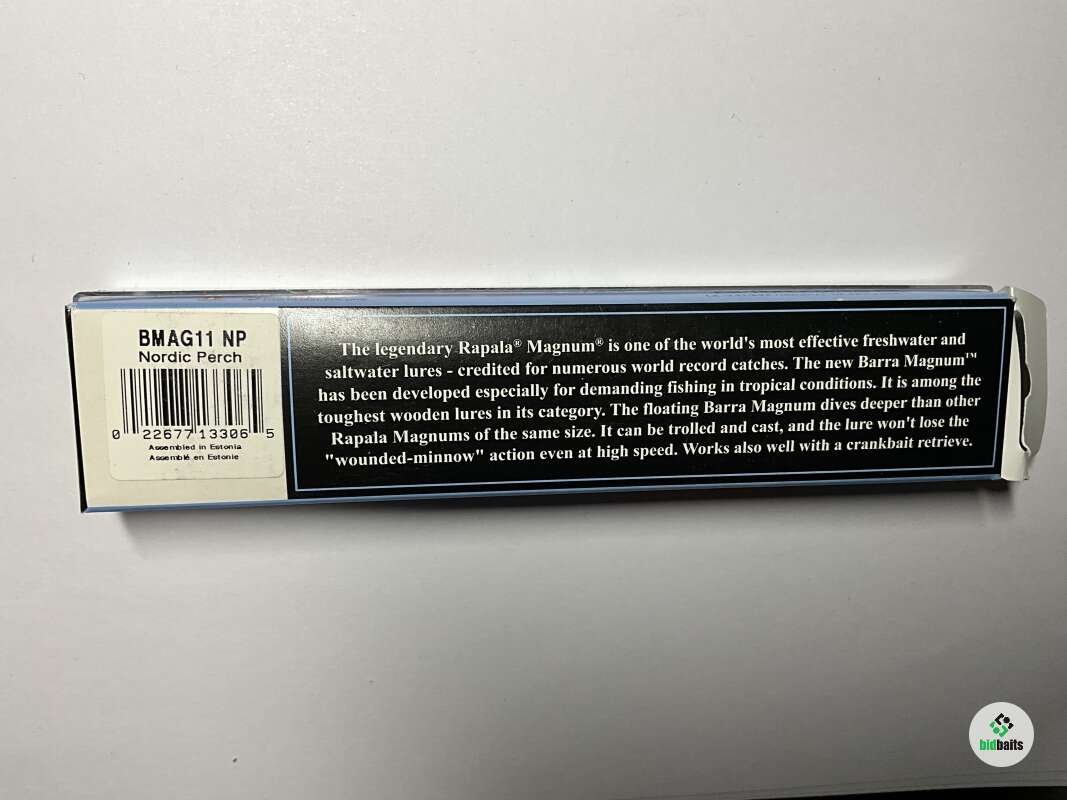 BMAG11 NP
Nordic Perch
0 22677 13306 5
Assembled in Estonia
Assemblé en Estonie
The legendary Rapala® Magnum® is one of the world's most effective freshwater and
saltwater lures - credited for numerous world record catches. The new Barra Magnum™
has been developed especially for demanding fishing in tropical conditions. It is among the
toughest wooden lures in its category. The floating Barra Magnum dives deeper than other
Rapala Magnums of the same size. It can be trolled and cast, and the lure won't lose the
"wounded-minnow" action even at high speed. Works also well with a crankbait retrieve.
bidbaits